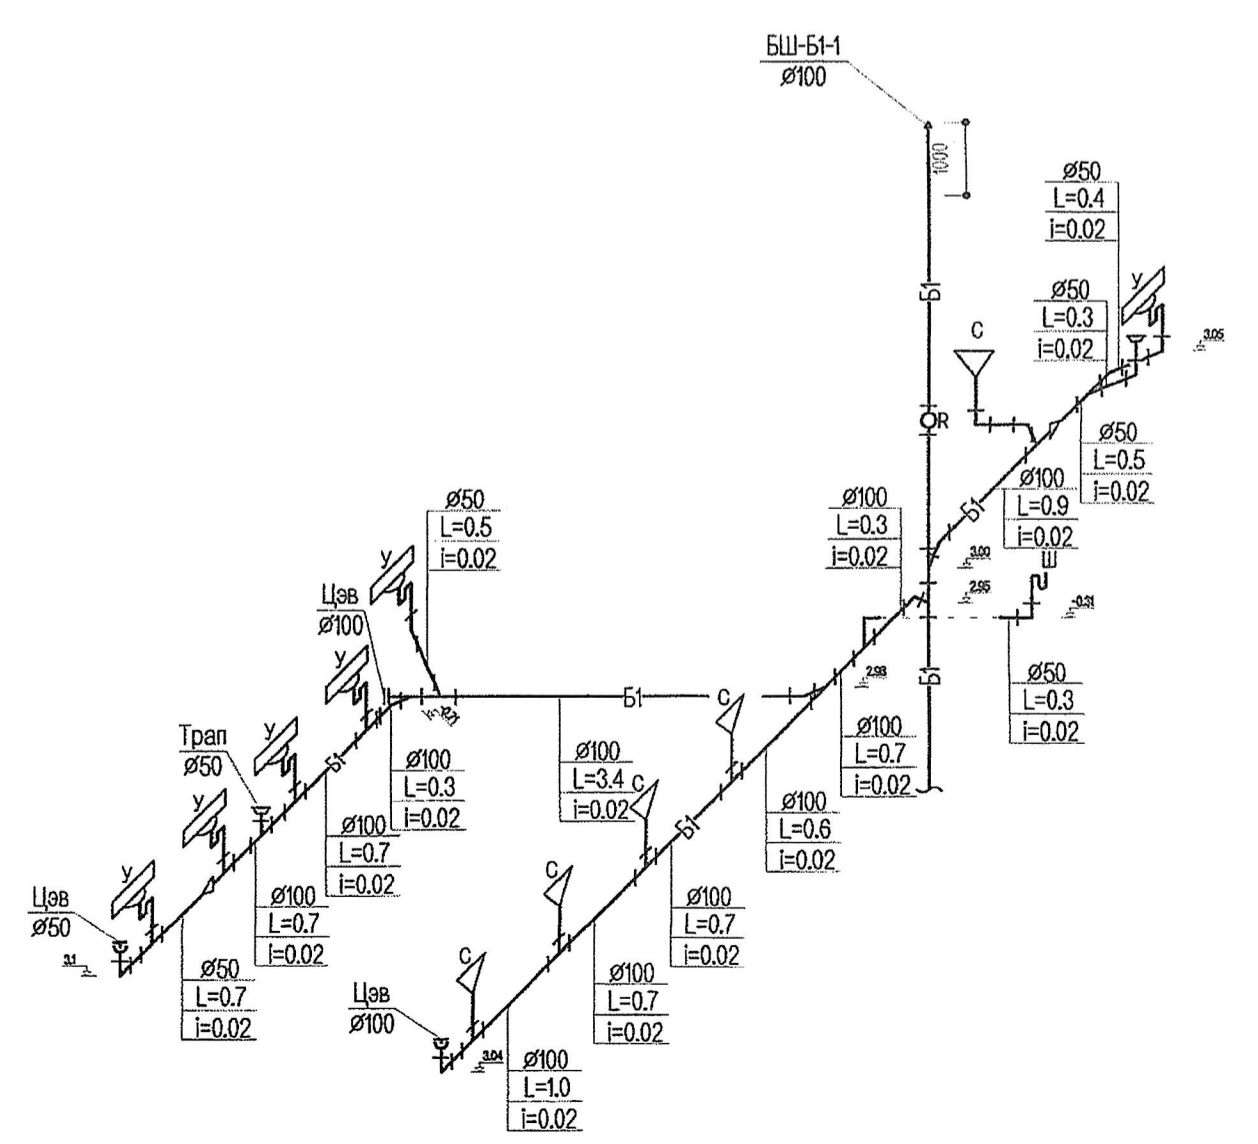 БШ-Б1-1
Ø100
1000
Ø50
L=0.4
i=0.02
Б1
Ø50
L=0.3
i=0.02
У
3.05
С
R
Ø50
L=0.5
i=0.02
Ø100
L=0.9
i=0.02
Б1
Ø100
L=0.3
i=0.02
3.00
Ш
2.95
-0.31
Ø50
L=0.5
i=0.02
У
Цэв
Ø100
У
2.93
Б1
Ø50
L=0.3
i=0.02
Б1
С
Трап
Ø50
У
Б1
Ø100
L=0.3
i=0.02
Ø100
L=3.4
i=0.02
С
Ø100
L=0.7
i=0.02
У
Ø100
L=0.7
i=0.02
Б1
Ø100
L=0.6
i=0.02
У
Цэв
Ø50
Ø100
L=0.7
i=0.02
С
Ø100
L=0.7
i=0.02
3.1
Ø50
L=0.7
i=0.02
С
Ø100
L=0.7
i=0.02
Цэв
Ø100
3.04
Ø100
L=1.0
i=0.02